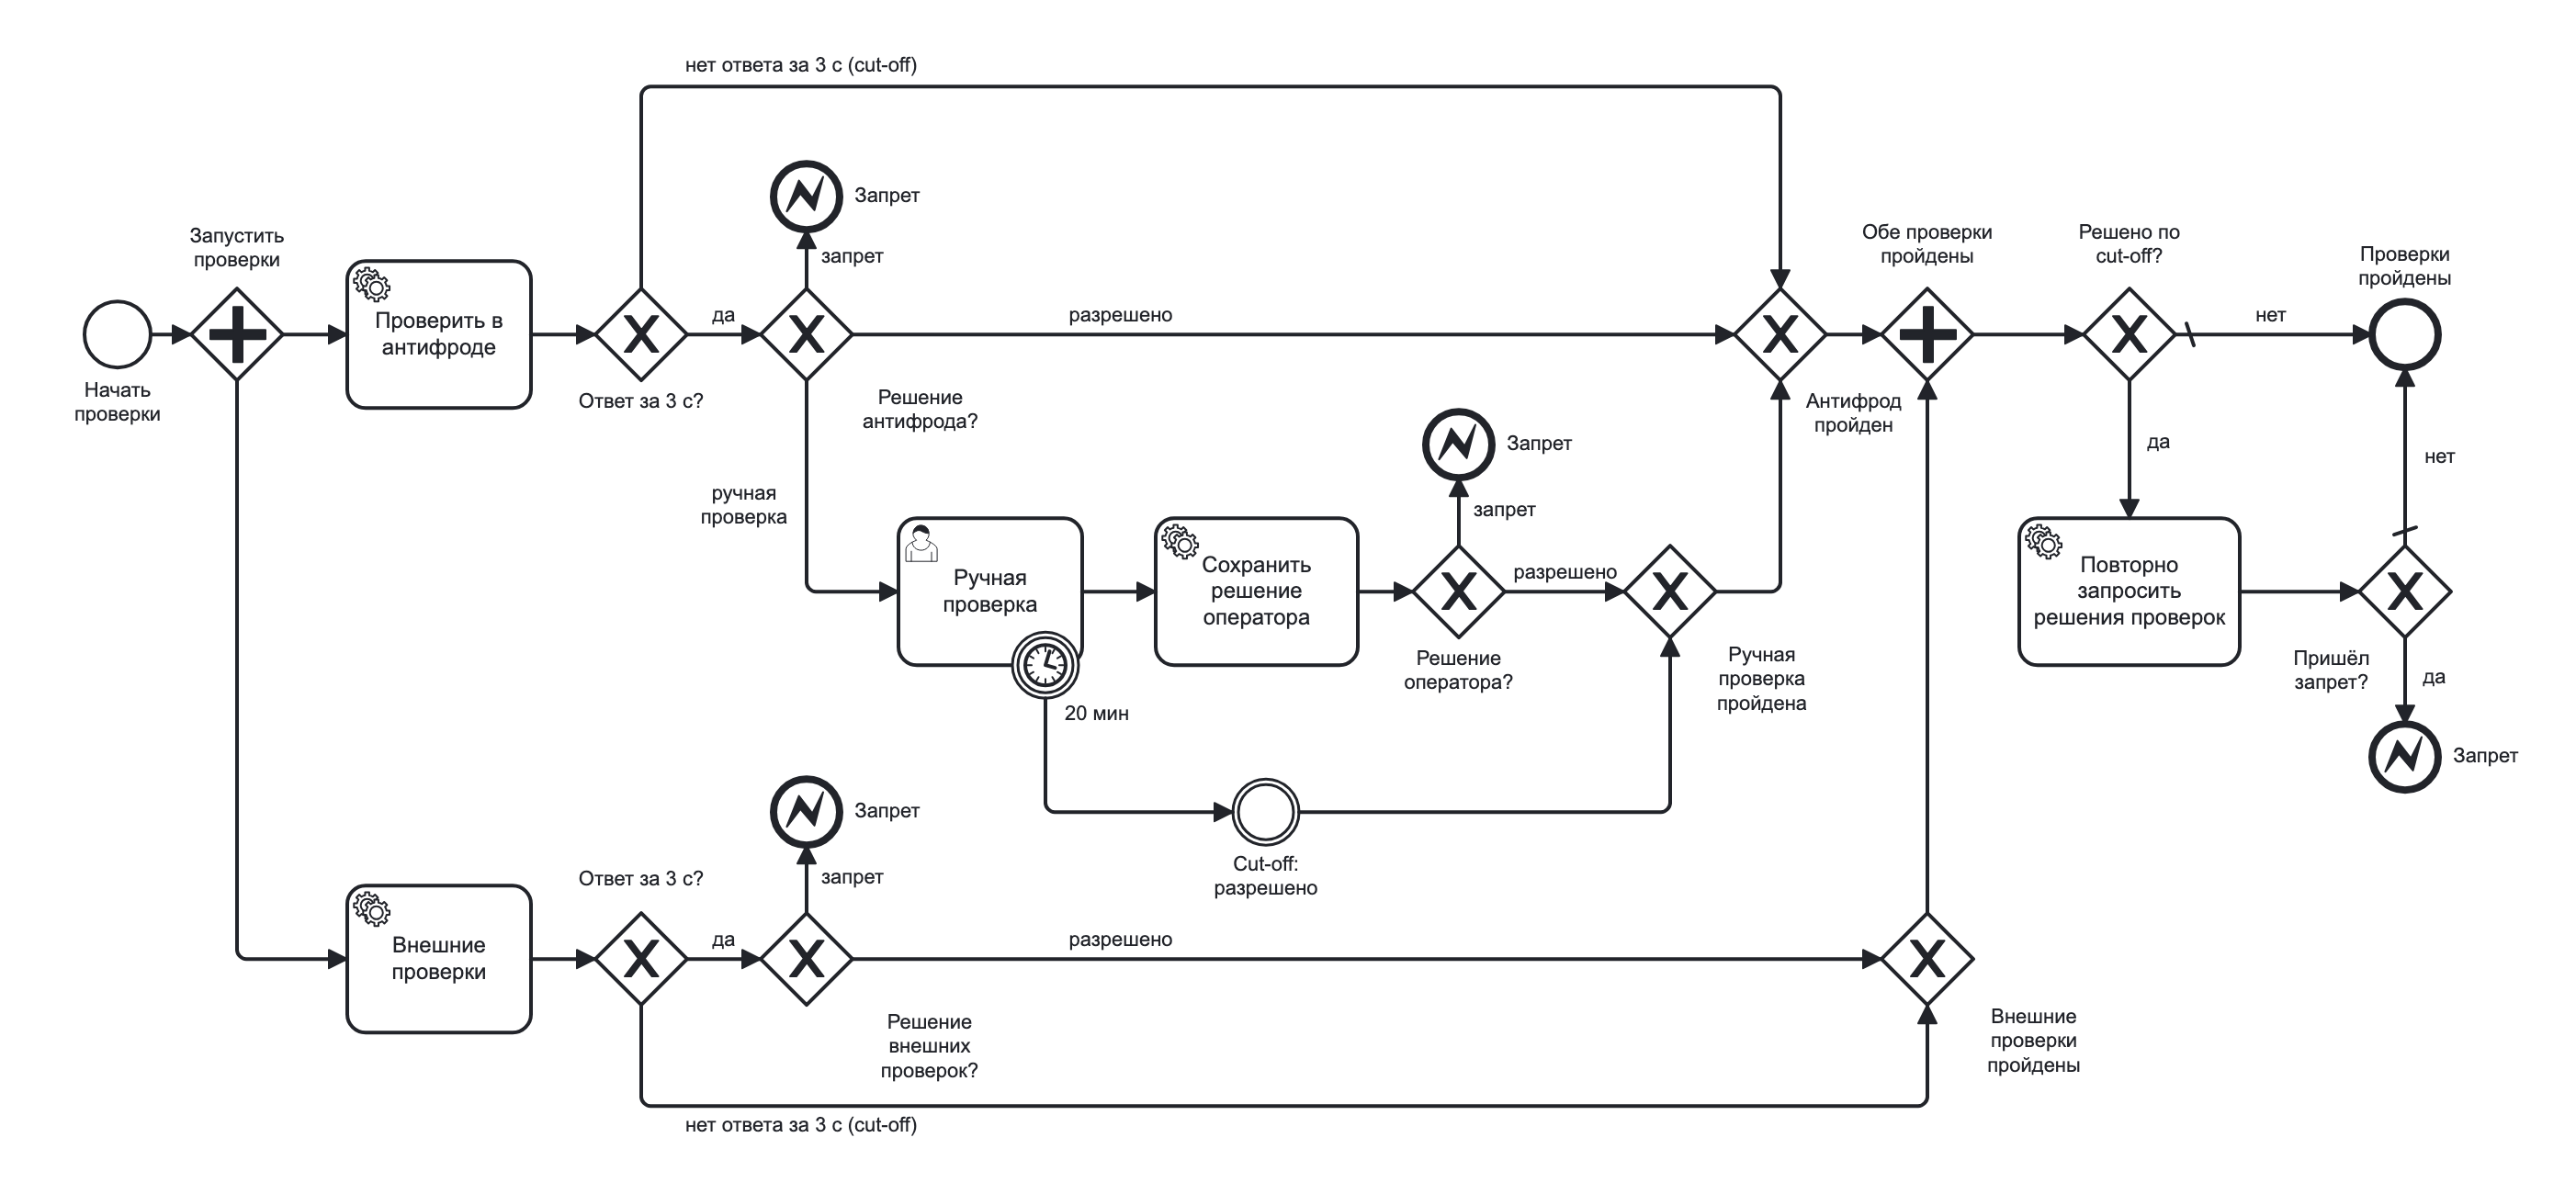 нет ответа за 3 с (cut-off)
Запрет
запрет
Запустить
проверки
Начать
проверки
Проверить в
антифроде
Ответ за 3 с?
да
Решение
антифрода?
разрешено
ручная
проверка
Антифрод
пройден
Обе проверки
пройдены
Решено по
cut-off?
нет
Проверки
пройдены
да
нет
Запрет
запрет
Ручная
проверка
20 мин
Сохранить
решение
оператора
Решение
оператора?
разрешено
Ручная
проверка
пройдена
Повторно
запросить
решения проверок
Пришёл
запрет?
да
Запрет
Cut-off:
разрешено
Запрет
запрет
Внешние
проверки
Ответ за 3 с?
да
Решение
внешних
проверок?
разрешено
Внешние
проверки
пройдены
нет ответа за 3 с (cut-off)